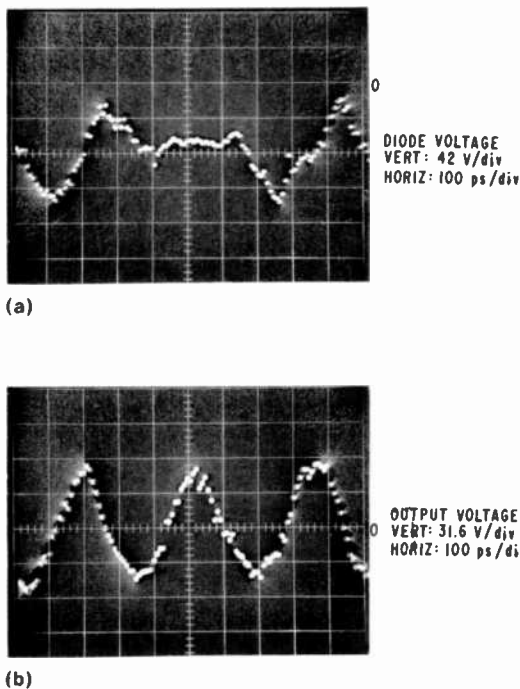 0
DIODE VOLTAGE
VERT: 42 V/div
HORIZ: 100 ps/div
(a)
OUTPUT VOLTAGE
0 VERT: 31.6 V/div
HORIZ: 100 ps/di
(b)